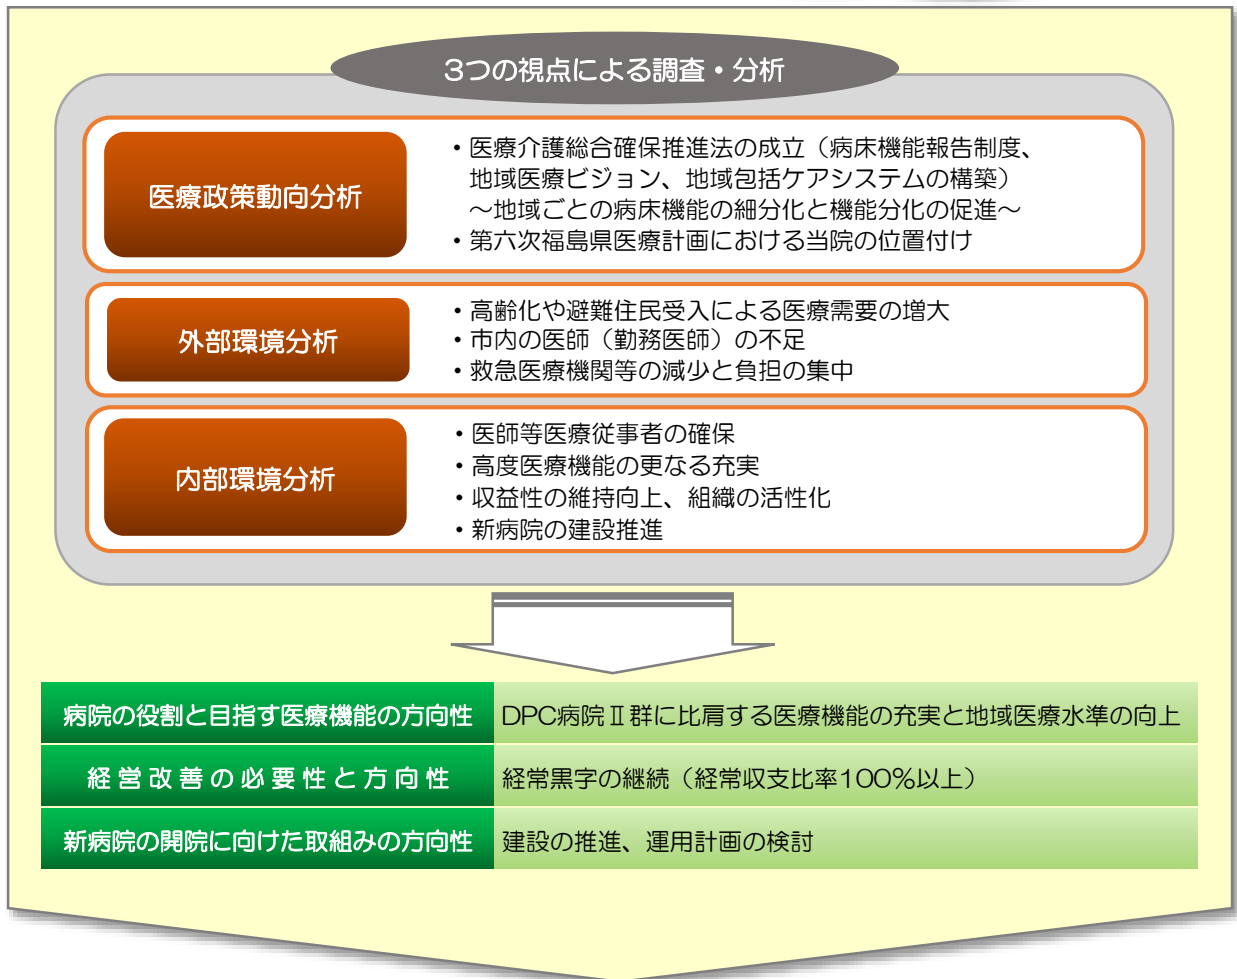 3つの視点による調査・分析
医療政策動向分析
・医療介護総合確保推進法の成立（病床機能報告制度、
地域医療ビジョン、地域包括ケアシステムの構築）
～地域ごとの病床機能の細分化と機能分化の促進～
・第六次福島県医療計画における当院の位置付け
外部環境分析
・高齢化や避難住民受入による医療需要の増大
・市内の医師（勤務医師）の不足
・救急医療機関等の減少と負担の集中
内部環境分析
・医師等医療従事者の確保
・高度医療機能の更なる充実
・収益性の維持向上、組織の活性化
・新病院の建設推進
病院の役割と目指す医療機能の方向性
DPC病院Ⅱ群に比肩する医療機能の充実と地域医療水準の向上
経営改善の必要性と方向性
経常黒字の継続（経常収支比率100％以上）
新病院の開院に向けた取組みの方向性
建設の推進、運用計画の検討